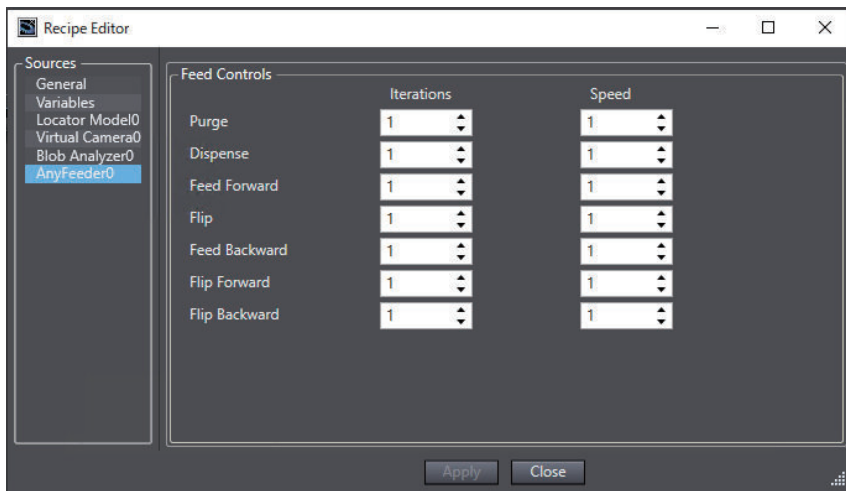 Recipe Editor
Sources
General
Variables
Locator Model0
Virtual Camera0
Blob Analyzer0
AnyFeeder0
Feed Controls
Iterations Speed
Purge 1 1
Dispense 1 1
Feed Forward 1 1
Flip 1 1
Feed Backward 1 1
Flip Forward 1 1
Flip Backward 1 1
Apply Close